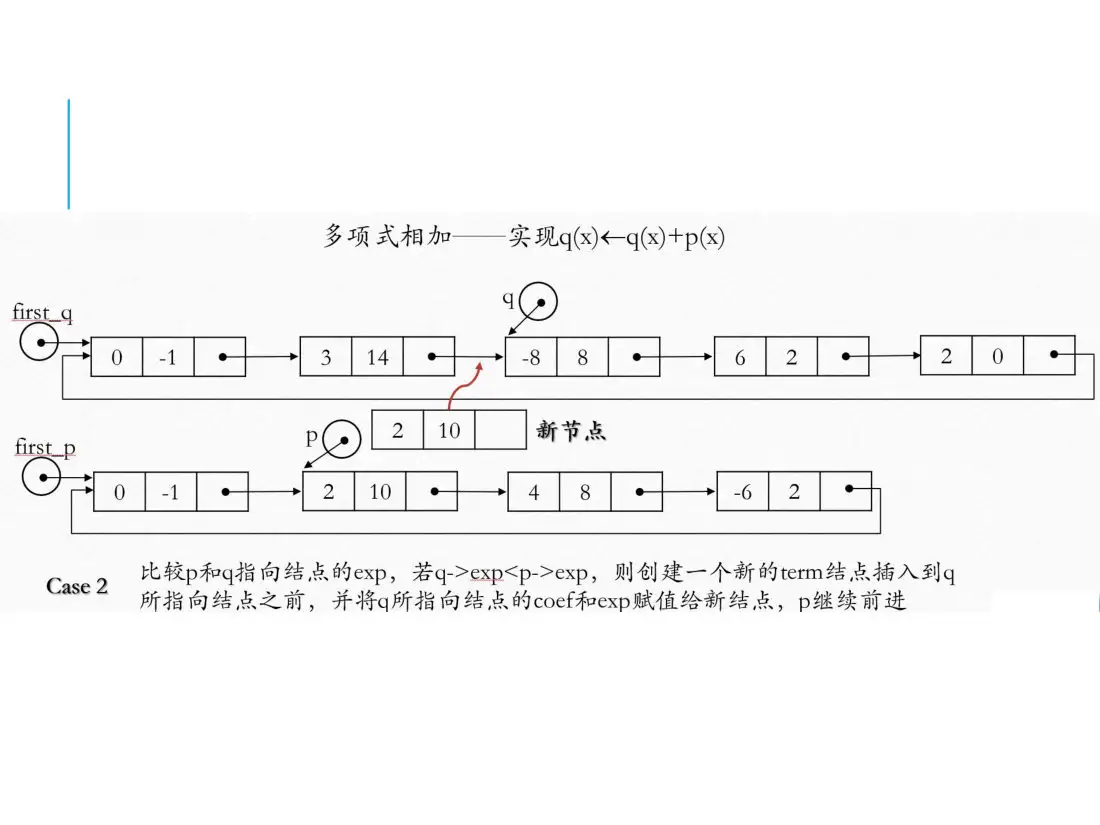 多项式相加——实现q(x)←q(x)+p(x)
q
first_q
0 -1 3 14 -8 8 6 2 2 0
2 10 新节点
p
first_p
0 -1 2 10 4 8 -6 2
Case 2 比较p和q指向结点的exp，若q->exp<p->exp，则创建一个新的term结点插入到q
所指向结点之前，并将q所指向结点的coef和exp赋值给新结点，p继续前进